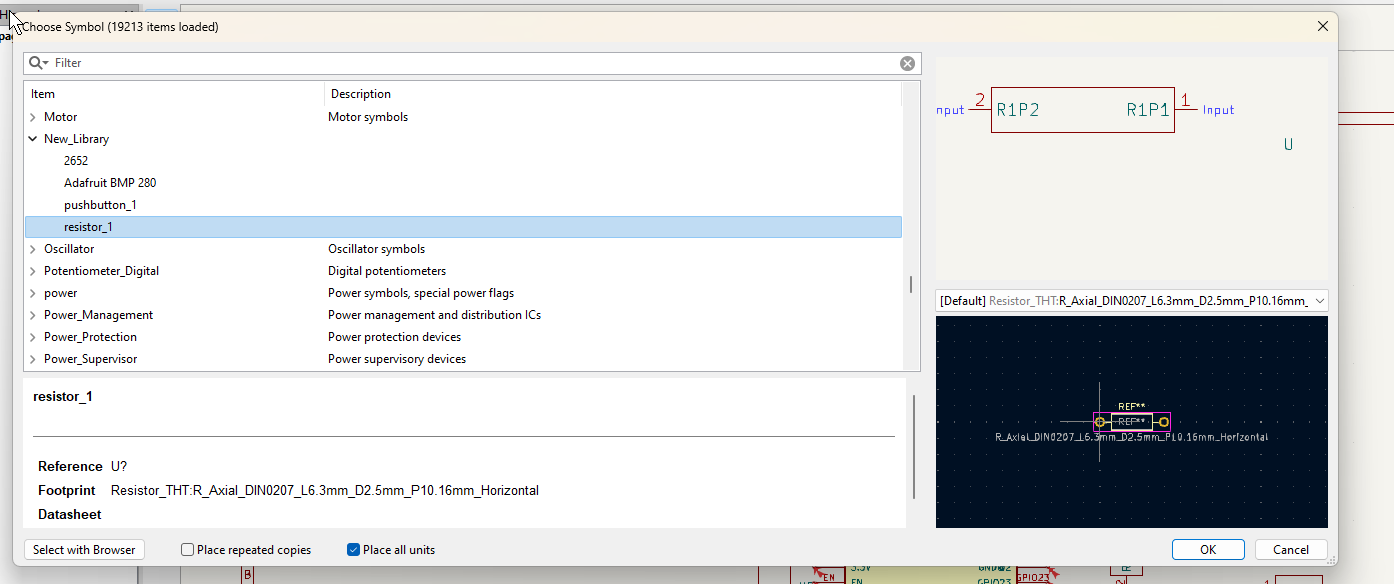 Choose Symbol (19213 items loaded)
Filter
Item Description
Motor Motor symbols
New_Library
2652
Adafruit BMP 280
pushbutton_1
resistor_1
Oscillator Oscillator symbols
Potentiometer_Digital Digital potentiometers
power Power symbols, special power flags
Power_Management Power management and distribution ICs
Power_Protection Power protection devices
Power_Supervisor Power supervisory devices
resistor_1
Reference U?
Footprint Resistor_THT:R_Axial_DIN0207_L6.3mm_D2.5mm_P10.16mm_Horizontal
Datasheet
Select with Browser Place repeated copies Place all units
nput 2 R1P2 R1P1 1 Input
U
[Default] Resistor_THT:R_Axial_DIN0207_L6.3mm_D2.5mm_P10.16mm_
REF**
REF**
R_Axial_DIN0207_L6.3mm_D2.5mm_P10.16mm_Horizontal
OK Cancel
B
EN
EN
GPIO23
GPIO23